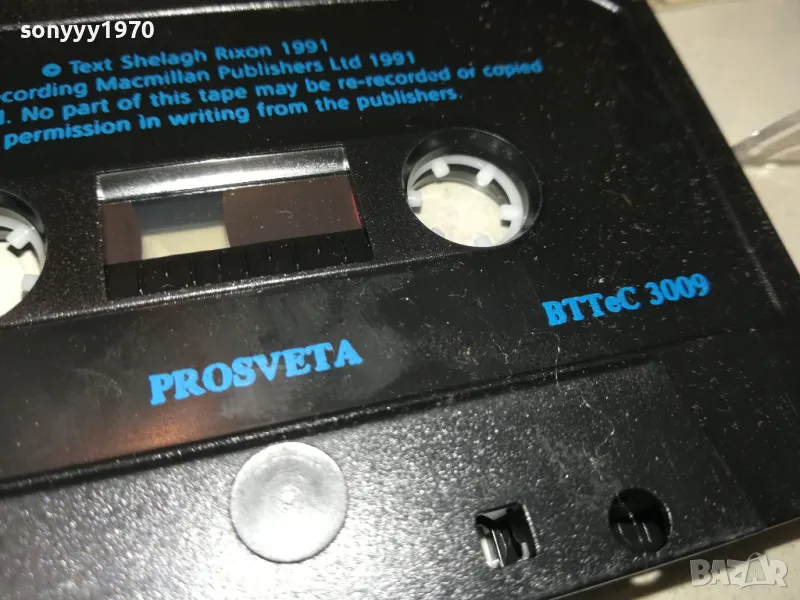 sonyyy1970
© Text Shelagh Rixon 1991
Macmillan Publishers Ltd 1991
No part of this tape may be re-recorded or copied
permission in writing from the publishers.
BTTeC 3009
PROSVETA
BAZAR